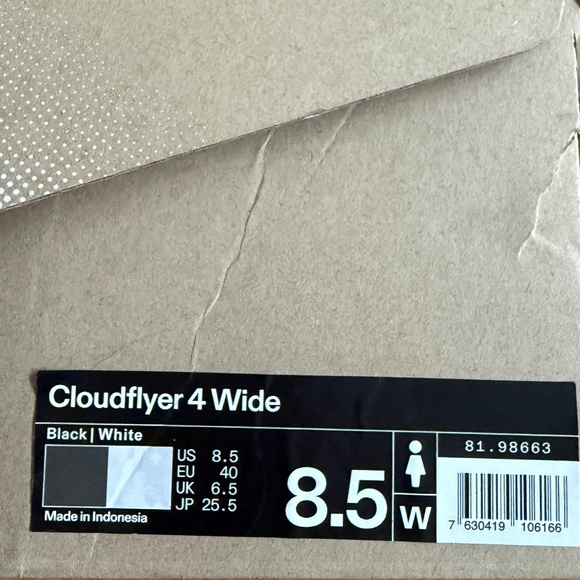 Cloudflyer 4 Wide
Black | White
US 8.5
EU 40
UK 6.5
JP 25.5
Made in Indonesia
8.5
W
81.98663
7 630419 106166